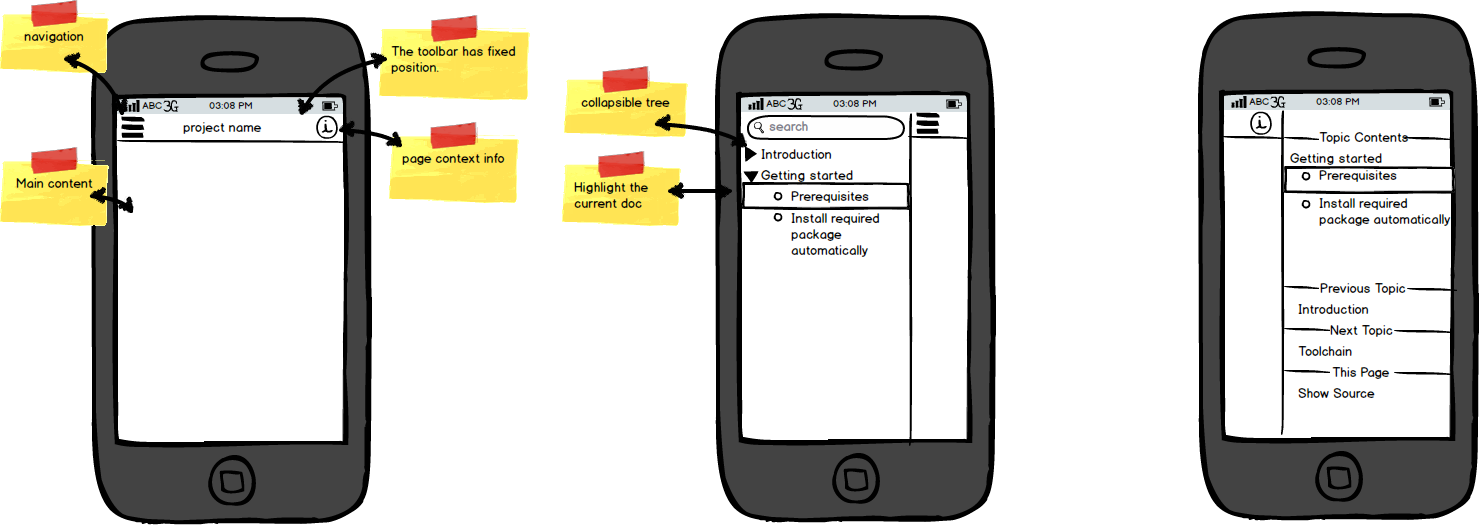 navigation
The toolbar has fixed
position.
ABC 3G 03:08 PM
project name
i
page context info
Main content
collapsible tree
Highlight the
current doc
ABC 3G 03:08 PM
search
Introduction
Getting started
Prerequisites
Install required
package
automatically
ABC 3G 03:08 PM
i
Topic Contents
Getting started
Prerequisites
Install required
package automatically
Previous Topic
Introduction
Next Topic
Toolchain
This Page
Show Source